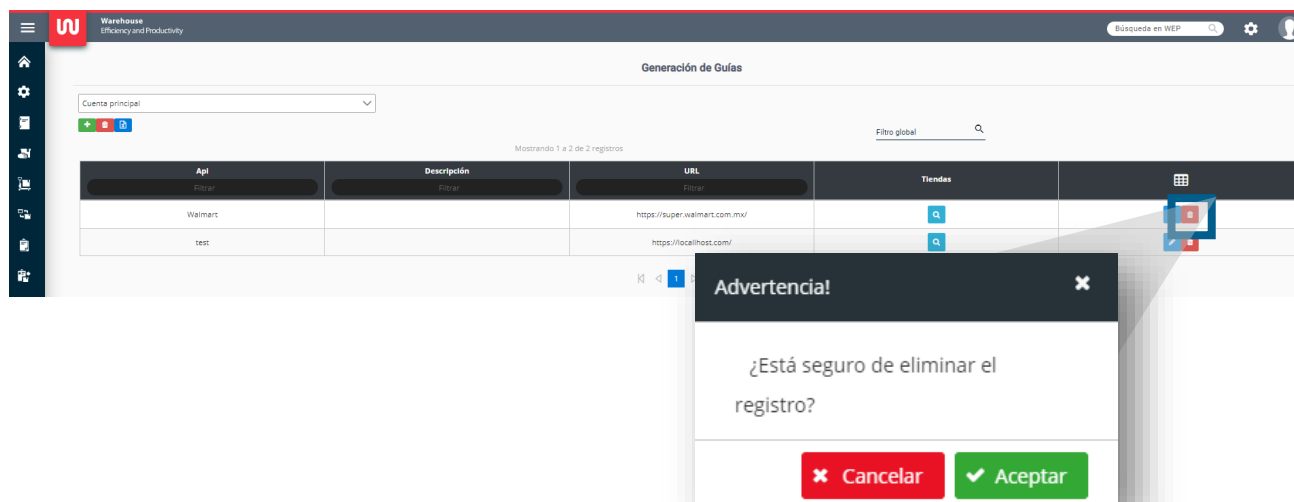 Warehouse
Efficiency and Productivity
Búsqueda en WEP
Generación de Guías
Cuenta principal
Filtro global
Mostrando 1 a 2 de 2 registros
Api Descripción URL Tiendas
Filtrar Filtrar Filtrar
Walmart https://super.walmart.com.mx/
test https://locallhost.com/
1
Advertencia!
¿Está seguro de eliminar el
registro?
Cancelar Aceptar